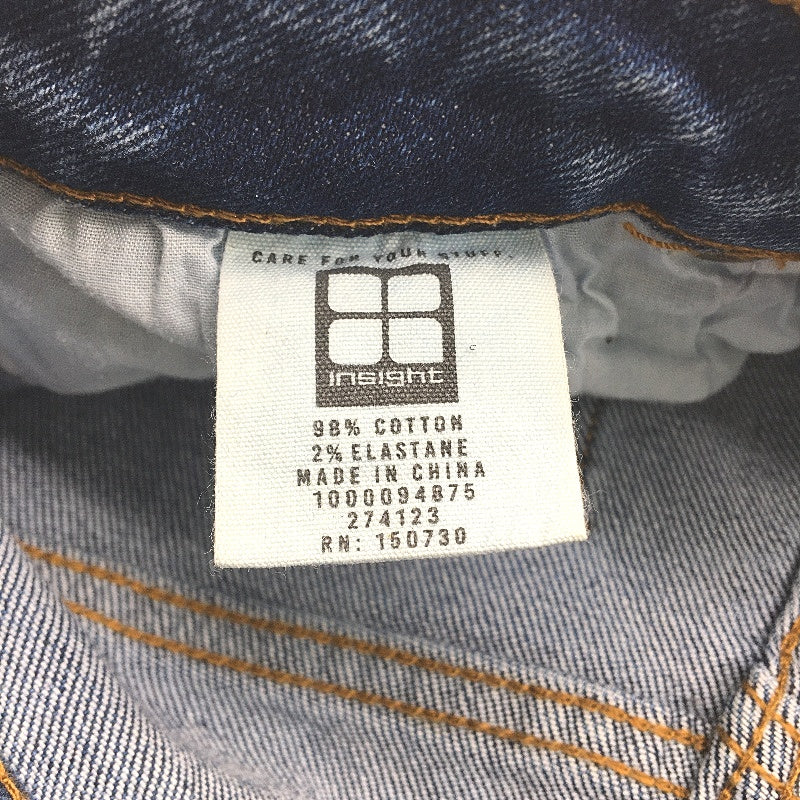 CARE FOR YOUR STUFF.
insight
98% COTTON
2% ELASTANE
MADE IN CHINA
1000094875
274123
RN: 150730